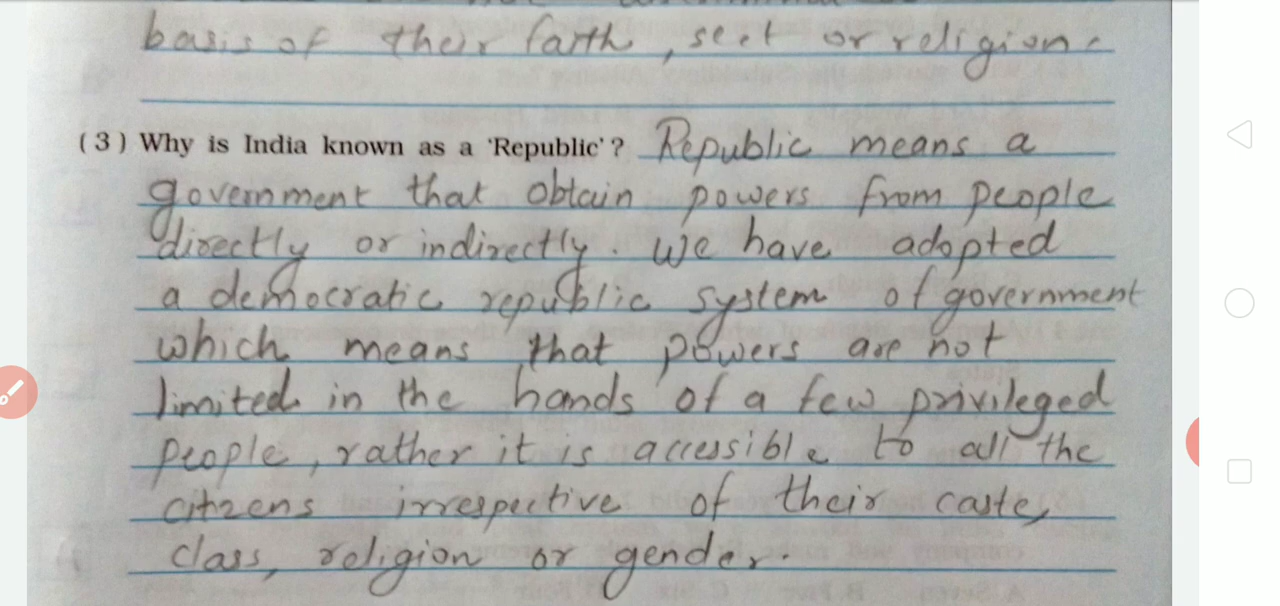 basis of their faith, sect or religion.
(3) Why is India known as a 'Republic'? Republic means a
government that obtain powers from people
directly or indirectly. We have adopted
a democratic republic system of government
which means that powers are not
limited in the hands of a few privileged
people, rather it is accessible to all the
citizens irrespective of their caste,
class, religion or gender.